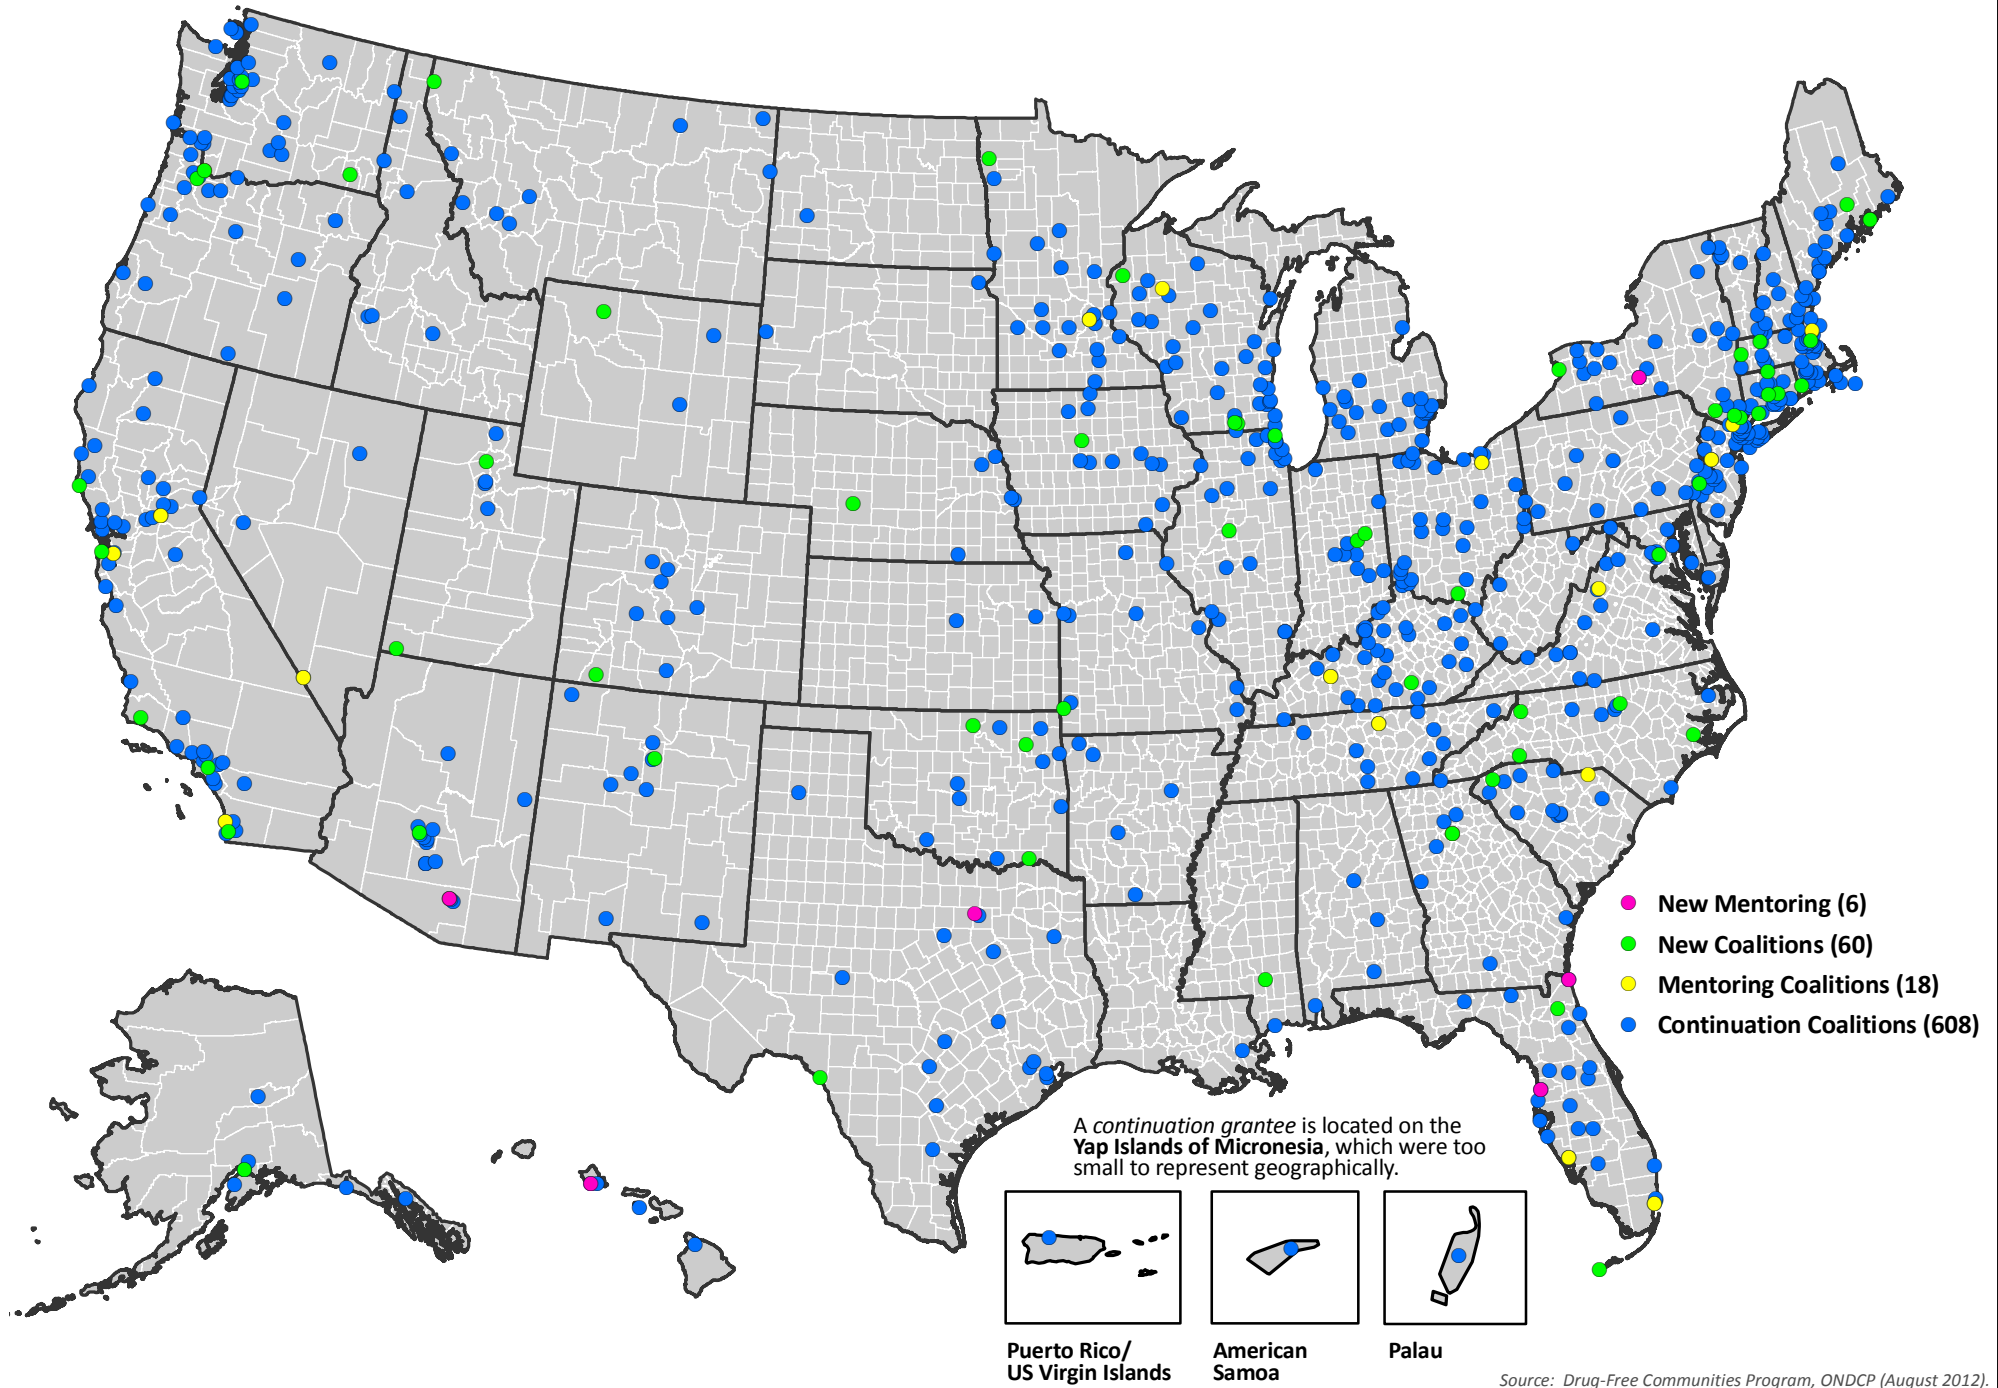 New Mentoring (6)
New Coalitions (60)
Mentoring Coalitions (18)
Continuation Coalitions (608)
A continuation grantee is located on the
Yap Islands of Micronesia, which were too
small to represent geographically.
Puerto Rico/
US Virgin Islands
American
Samoa
Palau
Source: Drug-Free Communities Program, ONDCP (August 2012).